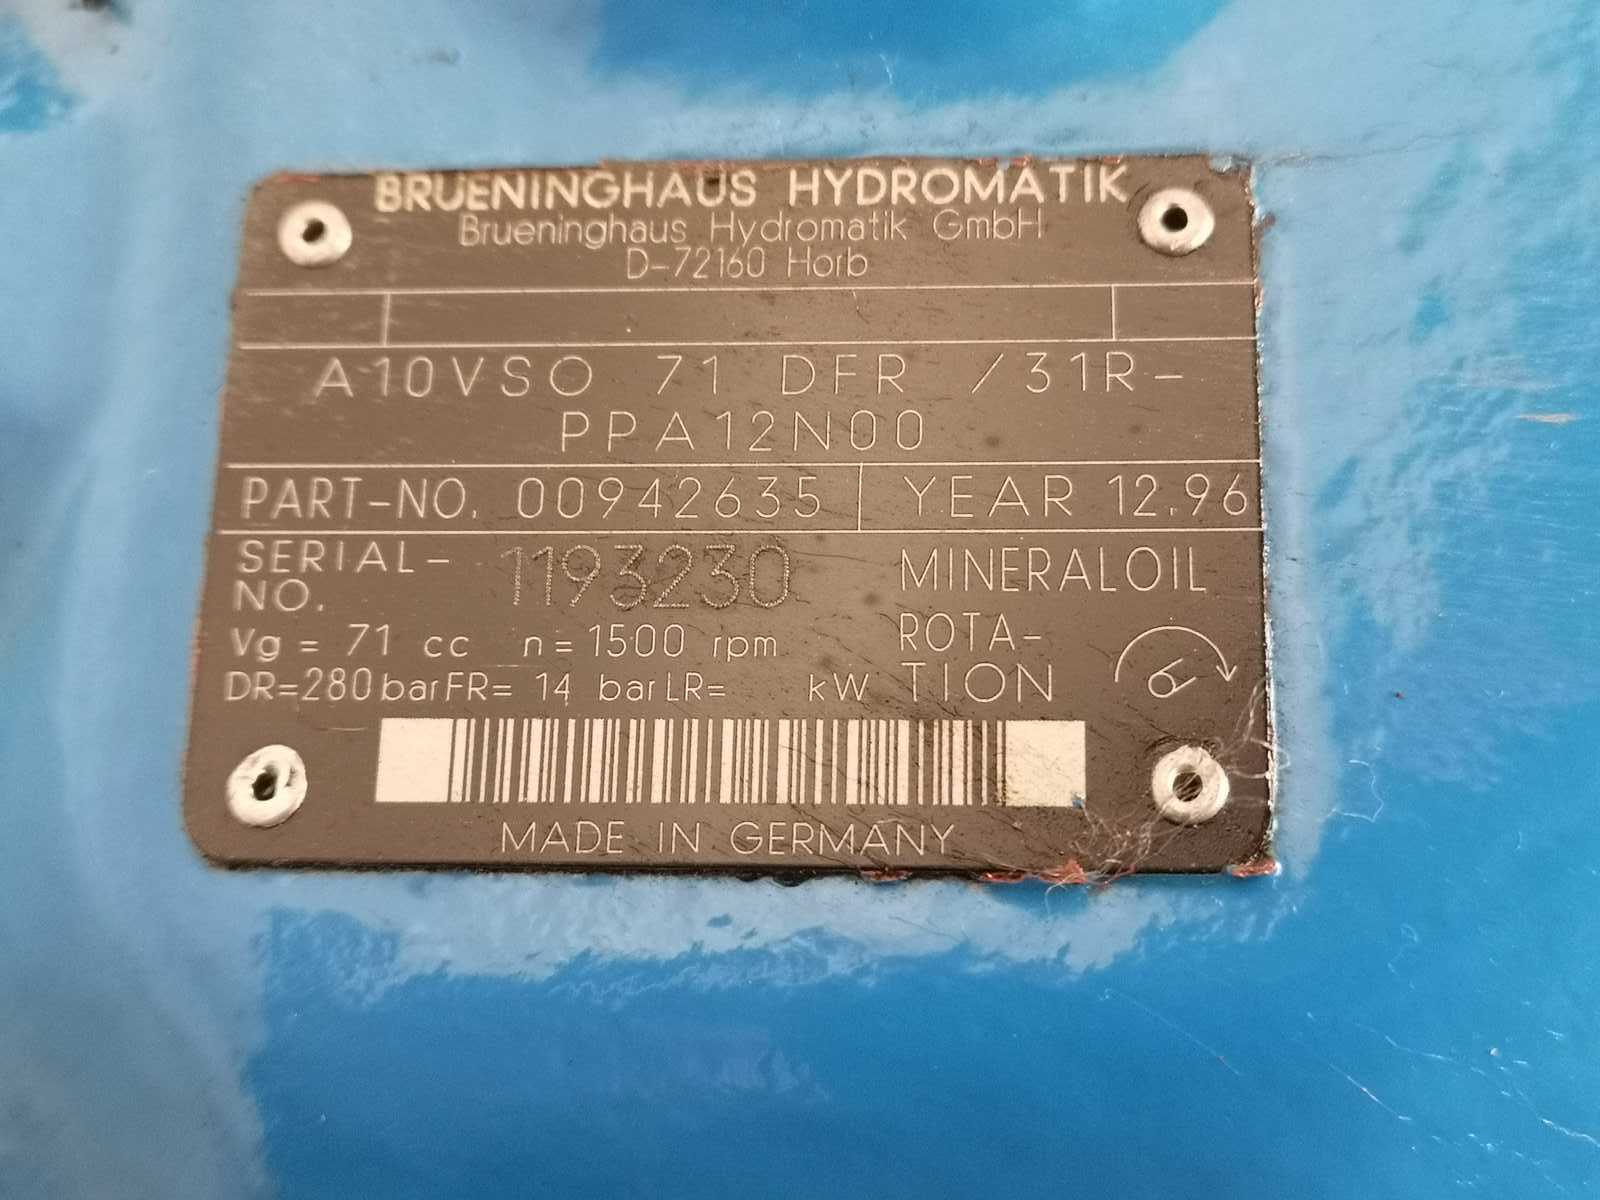 BRUENINGHAUS HYDROMATIK
Brueninghaus Hydromatik GmbH
D-72160 Horb
A10VSO 71 DFR /31R-
PPA12N00
PART-NO. 00942635 YEAR 12.96
SERIAL-NO. 1193230 MINERALOIL
Vg = 71 cc n = 1500 rpm ROTA-
DR=280 bar FR= 14 bar LR= kW TION
MADE IN GERMANY